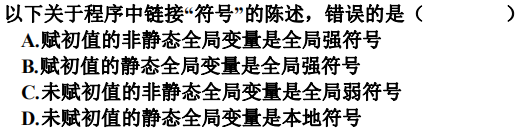 以下关于程序中链接“符号”的陈述，错误的是（　　　　）
A.赋初值的非静态全局变量是全局强符号
B.赋初值的静态全局变量是全局强符号
C.未赋初值的非静态全局变量是全局弱符号
D.未赋初值的静态全局变量是本地符号